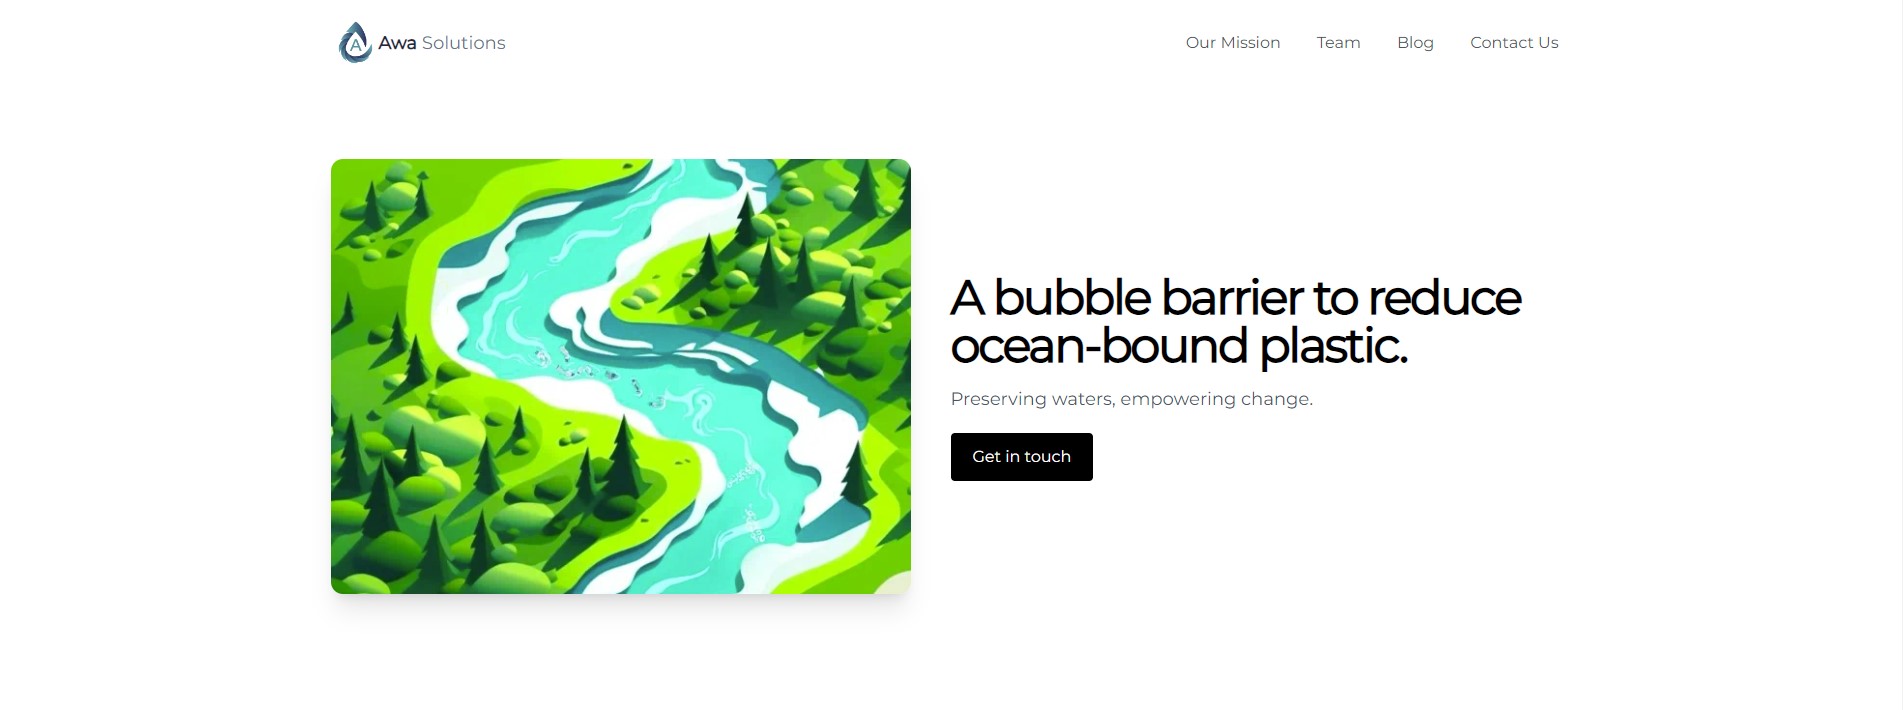 A Awa Solutions
Our Mission Team Blog Contact Us
A bubble barrier to reduce
ocean-bound plastic.
Preserving waters, empowering change.
Get in touch